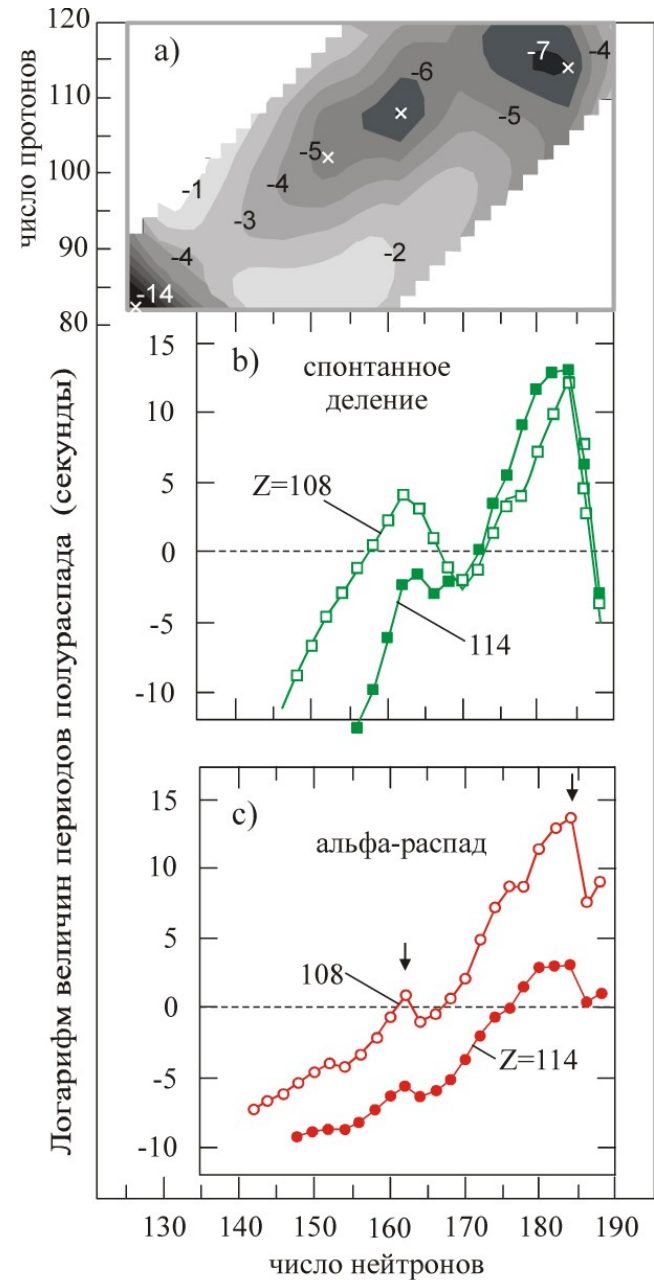 120
110
100
90
80
число протонов
a)
-7
-4
-6
-5
-5
-1
-4
-3
-4
-2
-14
Логарифм величин периодов полураспада (секунды)
b)
спонтанное
деление
15
10
5
0
-5
-10
Z=108
114
c)
альфа-распад
15
10
5
0
-5
-10
108
Z=114
130 140 150 160 170 180 190
число нейтронов